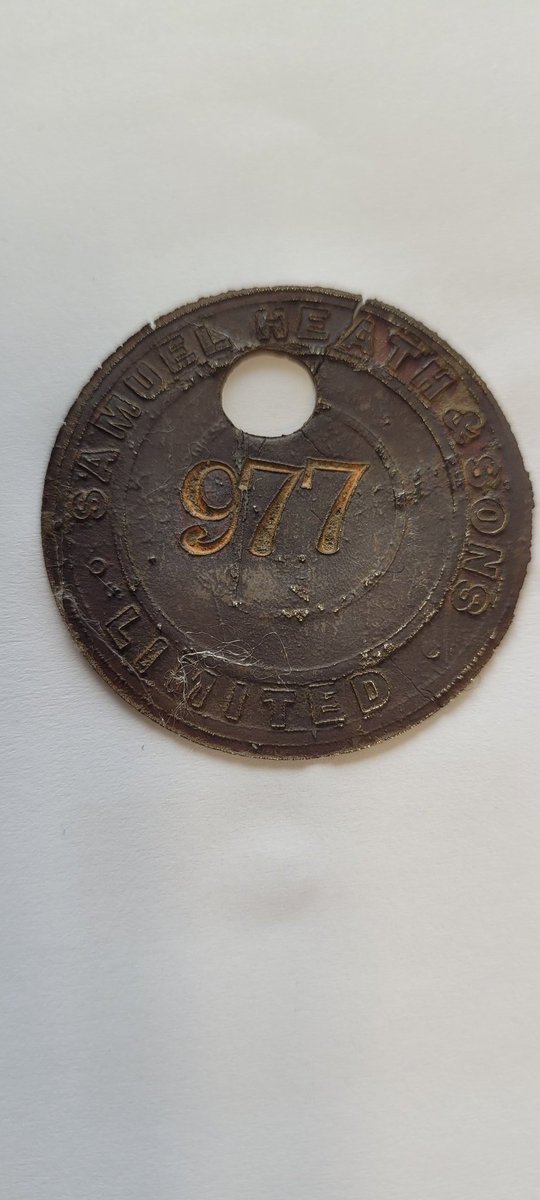 SAMUEL HEATH & SONS
977
LIMITED